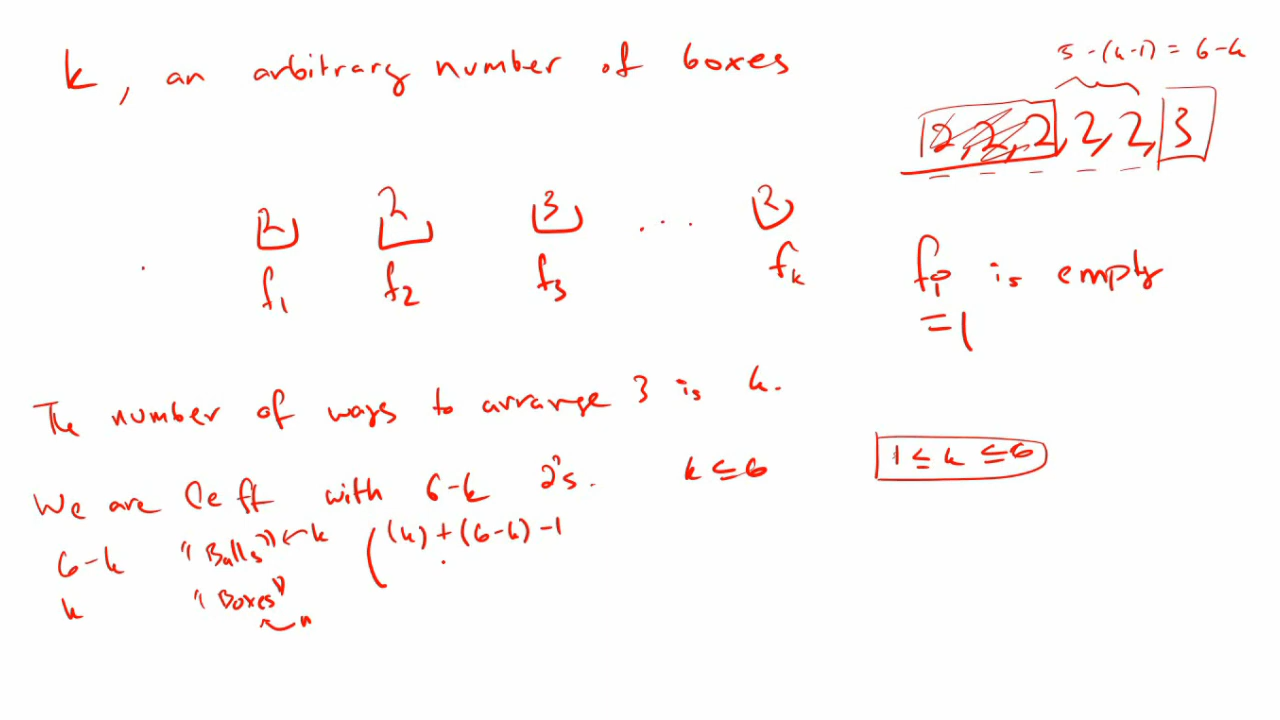 k, an arbitrary number of boxes
5 - (k-1) = 6-k
2, 2, 2, 2, 2, 3
2 2 3 ... 2
f1 f2 f3 fk
fi is empty
=1
The number of ways to arrange 3 is k.
1 ≤ k ≤ 6
We are left with 6-k 2's. k ≤ 6
6-k "Balls" ← k ( (k) + (6-k) -1
k "Boxes"
← n